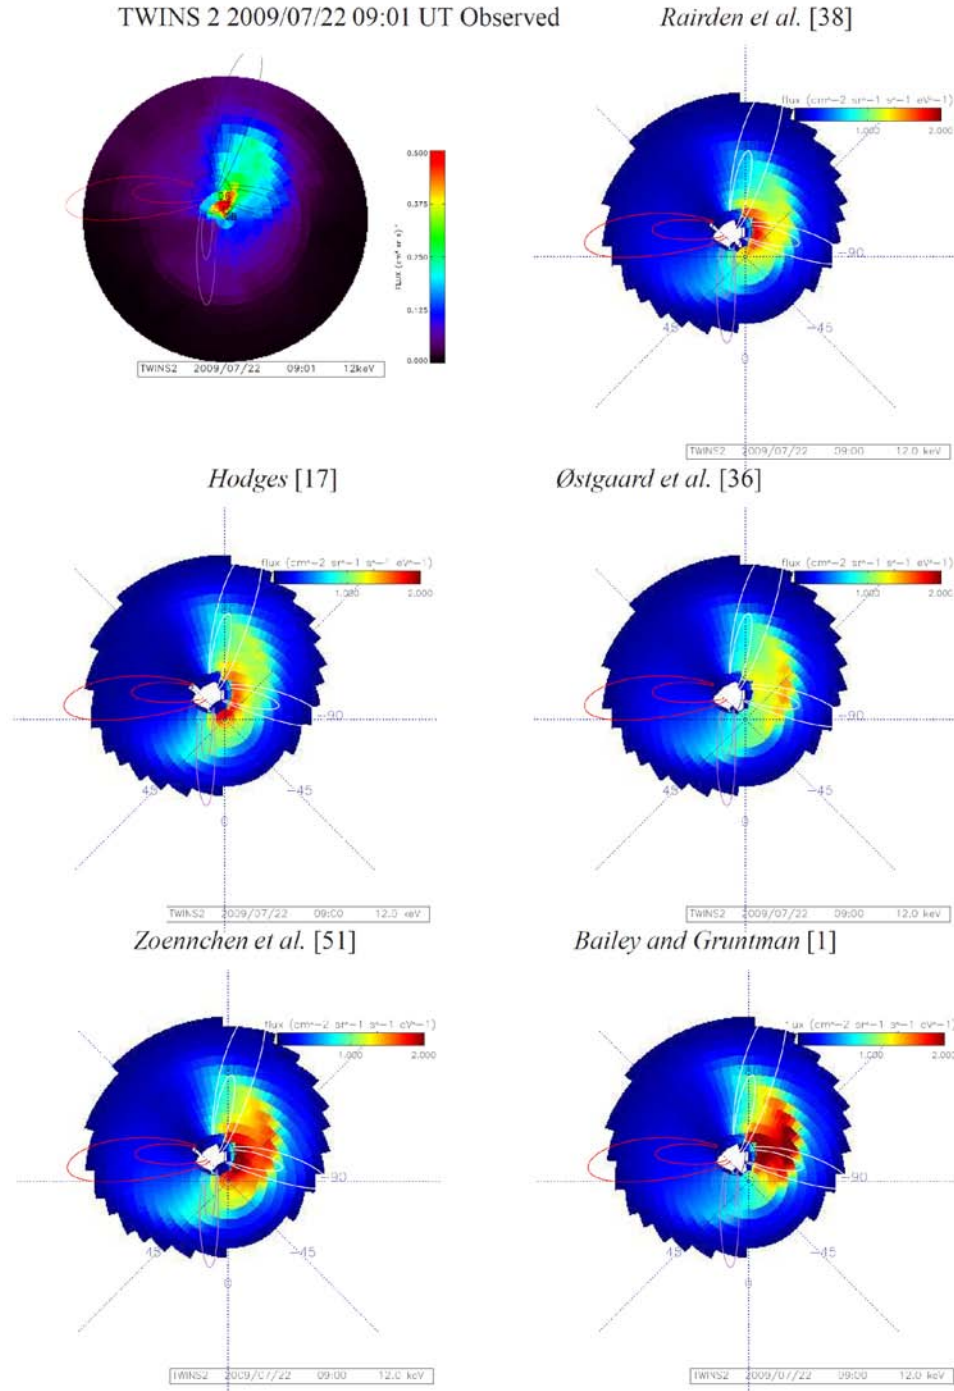 TWINS 2 2009/07/22 09:01 UT Observed
Rairden et al. [38]
flux (cm^-2 sr^-1 s^-1 eV^-1)
1.000 2.000
0.500
0.375
0.250
0.125
0.000
-90
45
-45
0
TWINS2 2009/07/22 09:01 12keV
TWINS2 2009/07/22 09:00 12.0 keV
Hodges [17]
Østgaard et al. [36]
flux (cm^-2 sr^-1 s^-1 eV^-1)
1.000 2.000
flux (cm^-2 sr^-1 s^-1 eV^-1)
1.000 2.000
-90
-90
45
-45
45
-45
0
0
TWINS2 2009/07/22 09:00 12.0 keV
TWINS2 2009/07/22 09:00 12.0 keV
Zoennchen et al. [51]
Bailey and Gruntman [1]
flux (cm^-2 sr^-1 s^-1 eV^-1)
1.000 2.000
flux (cm^-2 sr^-1 s^-1 eV^-1)
1.000 2.000
-90
-90
45
-45
45
-45
0
0
TWINS2 2009/07/22 09:00 12.0 keV
TWINS2 2009/07/22 09:00 12.0 keV